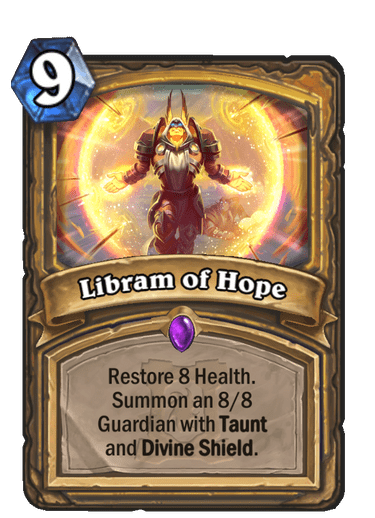 9
Libram of Hope
Restore 8 Health.
Summon an 8/8
Guardian with Taunt
and Divine Shield.